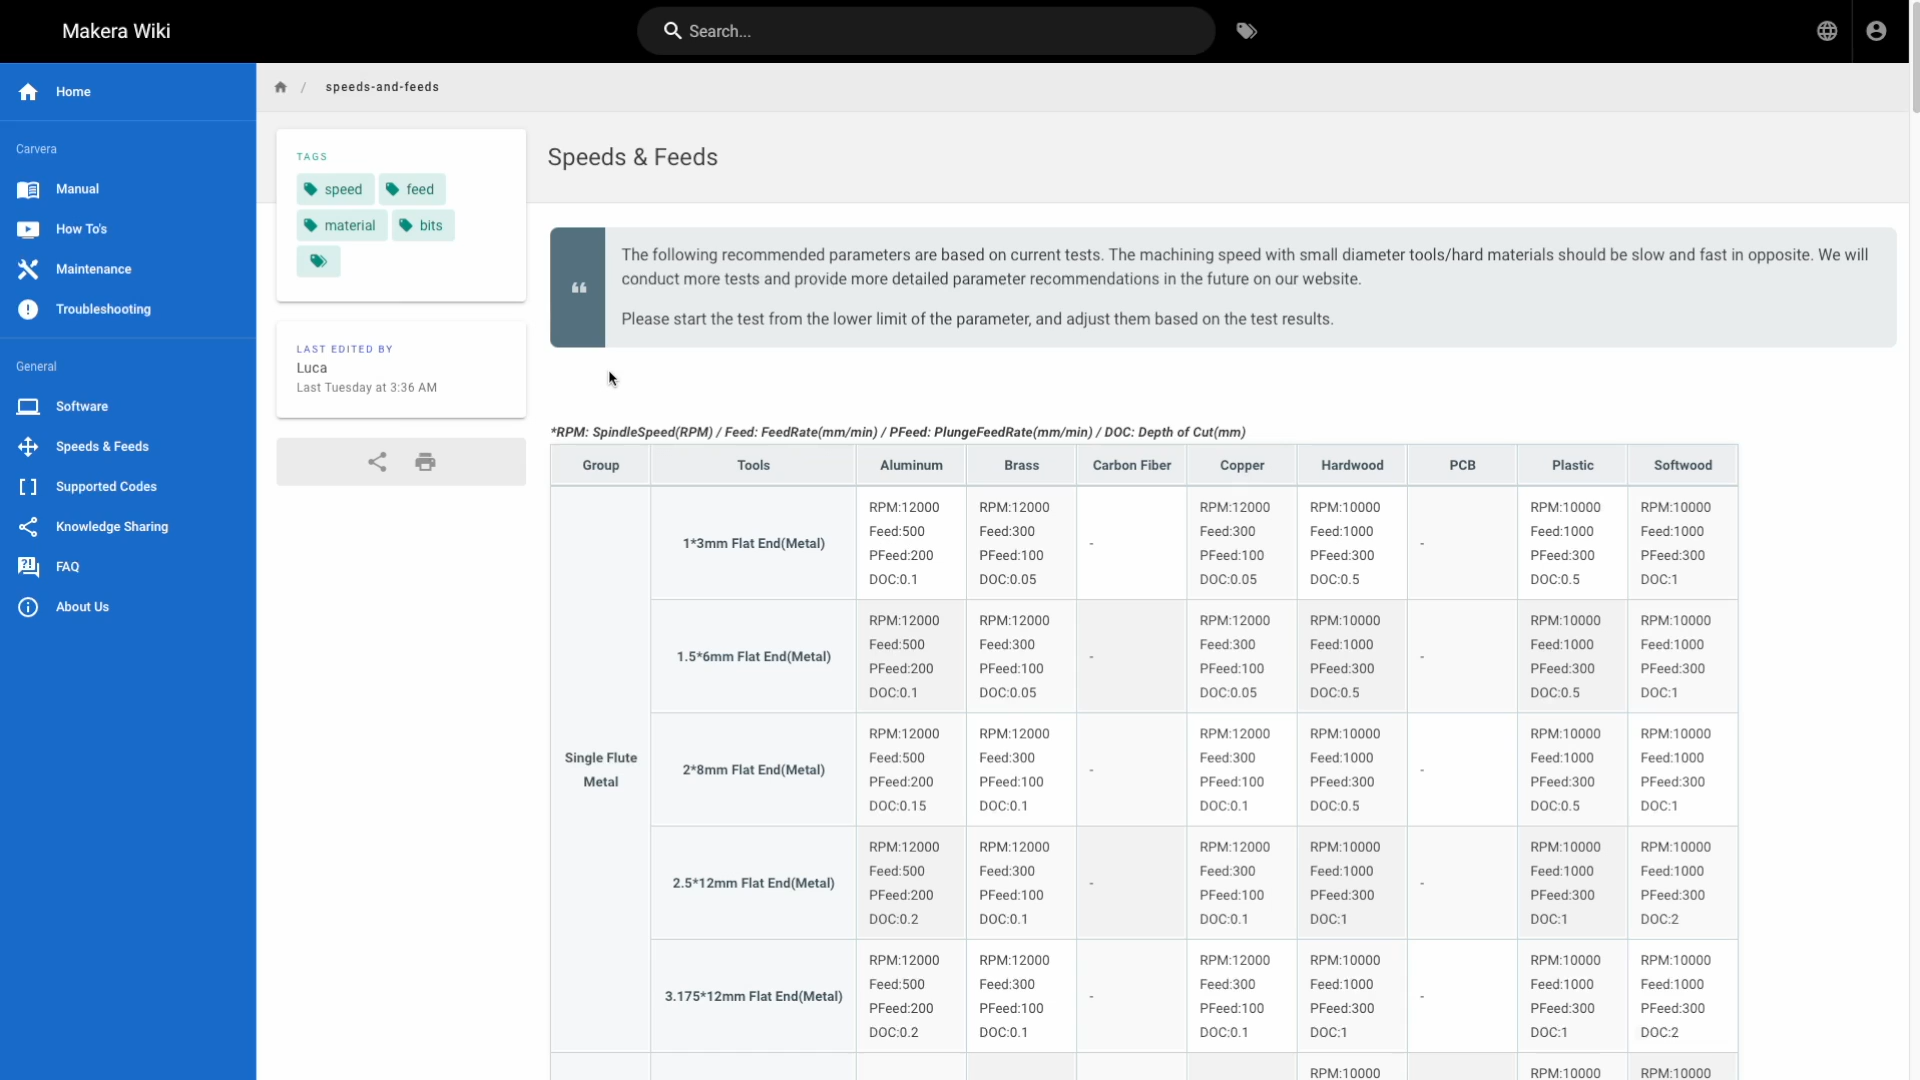 Makera Wiki
Search...
Home
Carvera
Manual
How To's
Maintenance
Troubleshooting
General
Software
Speeds & Feeds
Supported Codes
Knowledge Sharing
FAQ
About Us
/ speeds-and-feeds
TAGS
speed feed
material bits
LAST EDITED BY
Luca
Last Tuesday at 3:36 AM
Speeds & Feeds
The following recommended parameters are based on current tests. The machining speed with small diameter tools/hard materials should be slow and fast in opposite. We will
conduct more tests and provide more detailed parameter recommendations in the future on our website.
Please start the test from the lower limit of the parameter, and adjust them based on the test results.
*RPM: SpindleSpeed(RPM) / Feed: FeedRate(mm/min) / PFeed: PlungeFeedRate(mm/min) / DOC: Depth of Cut(mm)
Group Tools Aluminum Brass Carbon Fiber Copper Hardwood PCB Plastic Softwood
Single Flute
Metal
1*3mm Flat End(Metal)
RPM:12000 RPM:12000 RPM:12000 RPM:10000 RPM:10000 RPM:10000
Feed:500 Feed:300 Feed:300 Feed:1000 Feed:1000 Feed:1000
- -
PFeed:200 PFeed:100 PFeed:100 PFeed:300 PFeed:300 PFeed:300
DOC:0.1 DOC:0.05 DOC:0.05 DOC:0.5 DOC:0.5 DOC:1
1.5*6mm Flat End(Metal)
RPM:12000 RPM:12000 RPM:12000 RPM:10000 RPM:10000 RPM:10000
Feed:500 Feed:300 Feed:300 Feed:1000 Feed:1000 Feed:1000
- -
PFeed:200 PFeed:100 PFeed:100 PFeed:300 PFeed:300 PFeed:300
DOC:0.1 DOC:0.05 DOC:0.05 DOC:0.5 DOC:0.5 DOC:1
2*8mm Flat End(Metal)
RPM:12000 RPM:12000 RPM:12000 RPM:10000 RPM:10000 RPM:10000
Feed:500 Feed:300 Feed:300 Feed:1000 Feed:1000 Feed:1000
- -
PFeed:200 PFeed:100 PFeed:100 PFeed:300 PFeed:300 PFeed:300
DOC:0.15 DOC:0.1 DOC:0.1 DOC:0.5 DOC:0.5 DOC:1
2.5*12mm Flat End(Metal)
RPM:12000 RPM:12000 RPM:12000 RPM:10000 RPM:10000 RPM:10000
Feed:500 Feed:300 Feed:300 Feed:1000 Feed:1000 Feed:1000
- -
PFeed:200 PFeed:100 PFeed:100 PFeed:300 PFeed:300 PFeed:300
DOC:0.2 DOC:0.1 DOC:0.1 DOC:1 DOC:1 DOC:2
3.175*12mm Flat End(Metal)
RPM:12000 RPM:12000 RPM:12000 RPM:10000 RPM:10000 RPM:10000
Feed:500 Feed:300 Feed:300 Feed:1000 Feed:1000 Feed:1000
- -
PFeed:200 PFeed:100 PFeed:100 PFeed:300 PFeed:300 PFeed:300
DOC:0.2 DOC:0.1 DOC:0.1 DOC:1 DOC:1 DOC:2
RPM:10000 RPM:10000 RPM:10000